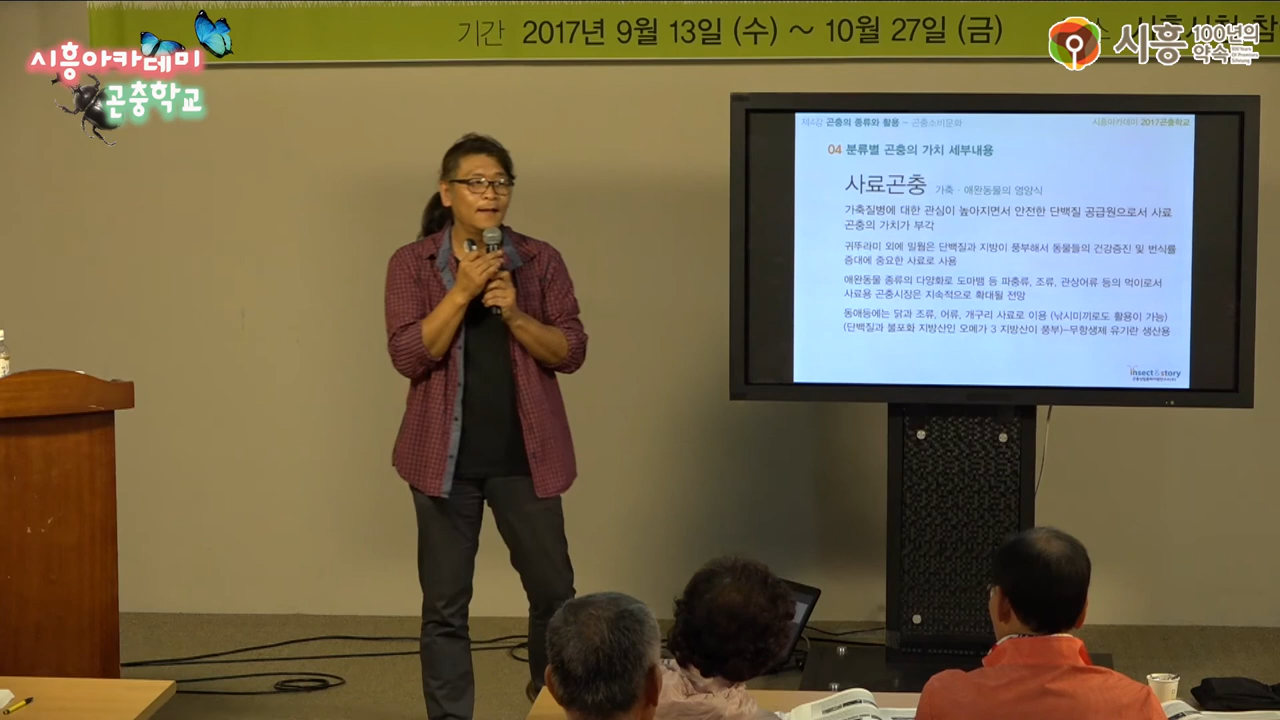 기간 2017년 9월 13일 (수) ~ 10월 27일 (금)
시흥아카데미
곤충학교
시흥 100년의 약속
제4강 곤충의 종류와 활용 - 곤충소비문화
시흥아카데미 2017곤충학교
04 분류별 곤충의 가치 세부내용
사료곤충 가축 · 애완동물의 영양식
가축질병에 대한 관심이 높아지면서 안전한 단백질 공급원으로서 사료
곤충의 가치가 부각
귀뚜라미 외에 밀웜은 단백질과 지방이 풍부해서 동물들의 건강증진 및 번식률
증대에 중요한 사료로 사용
애완동물 종류의 다양화로 도마뱀 등 파충류, 조류, 관상어류 등의 먹이로서
사료용 곤충시장은 지속적으로 확대될 전망
동애등에는 닭과 조류, 어류, 개구리 사료로 이용 (낚시미끼로도 활용이 가능)
(단백질과 불포화 지방산인 오메가 3 지방산이 풍부)-무항생제 유기란 생산용
insect&story